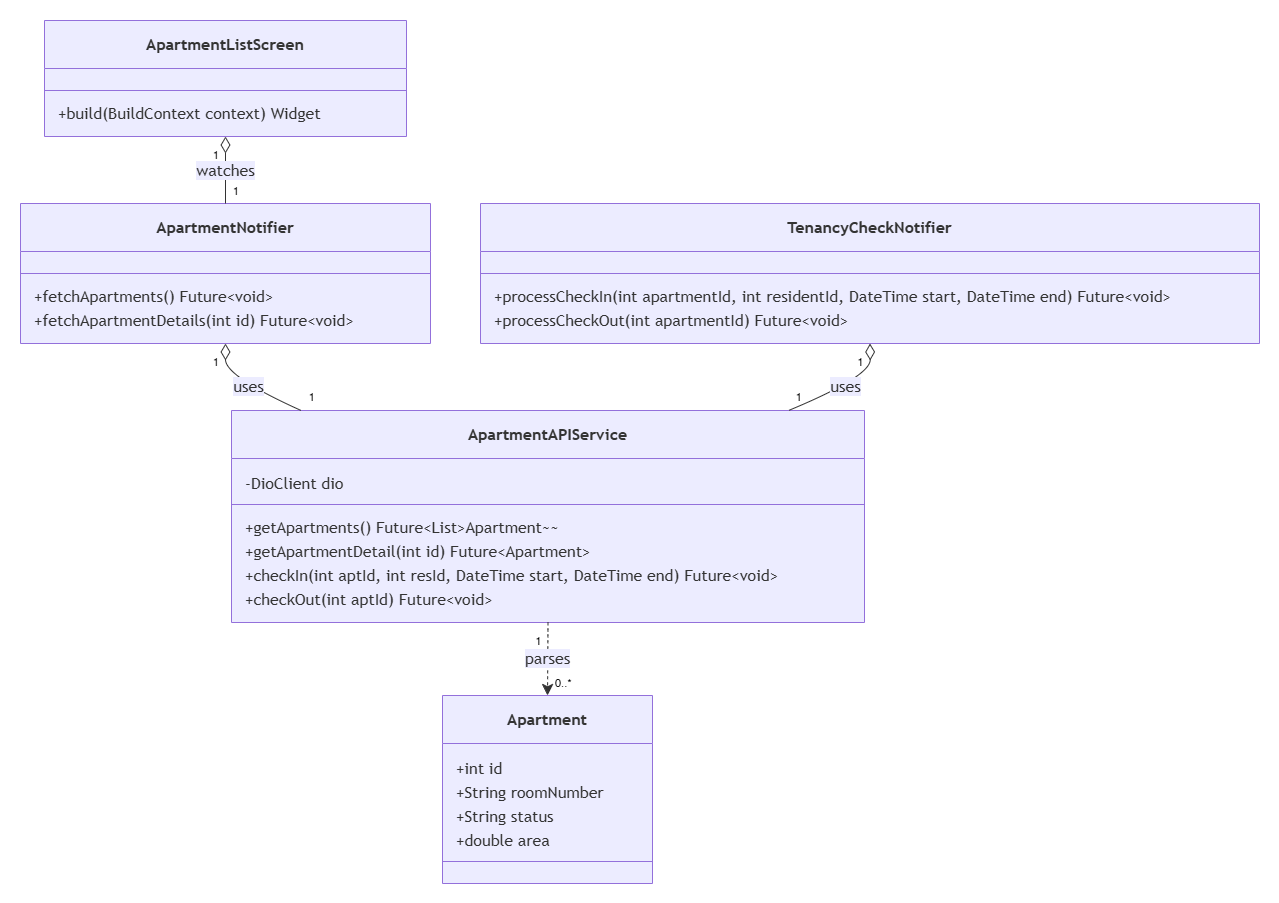 ApartmentListScreen
+build(BuildContext context) Widget
1
watches
1
ApartmentNotifier
+fetchApartments() Future<void>
+fetchApartmentDetails(int id) Future<void>
TenancyCheckNotifier
+processCheckIn(int apartmentId, int residentId, DateTime start, DateTime end) Future<void>
+processCheckOut(int apartmentId) Future<void>
1
uses
1
1
uses
1
ApartmentAPIService
-DioClient dio
+getApartments() Future<List>Apartment~~
+getApartmentDetail(int id) Future<Apartment>
+checkIn(int aptId, int resId, DateTime start, DateTime end) Future<void>
+checkOut(int aptId) Future<void>
1
parses
0..*
Apartment
+int id
+String roomNumber
+String status
+double area